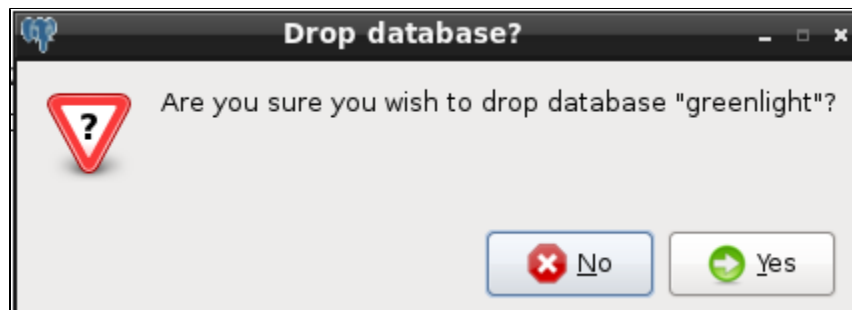 Drop database?
Are you sure you wish to drop database "greenlight"?
?
No
Yes